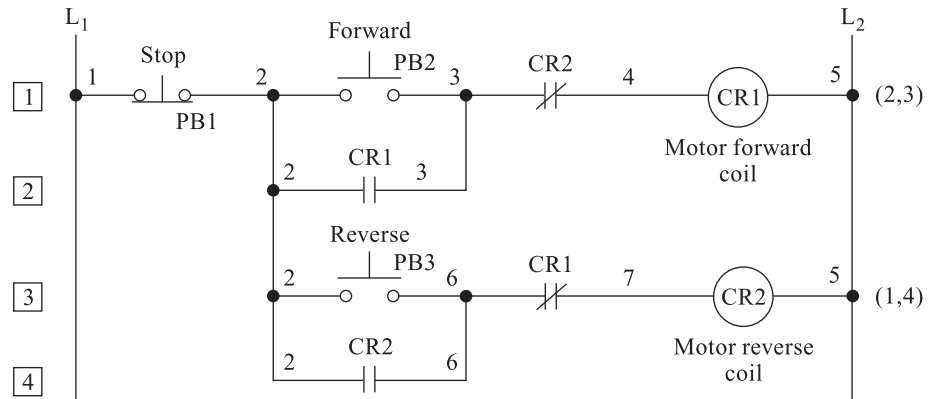 L1
L2
Stop
Forward
1
2
PB2
3
CR2
4
5
1
PB1
CR1
(2,3)
Motor forward
coil
2
2
CR1
3
Reverse
3
2
PB3
6
CR1
7
5
CR2
(1,4)
Motor reverse
coil
4
2
CR2
6